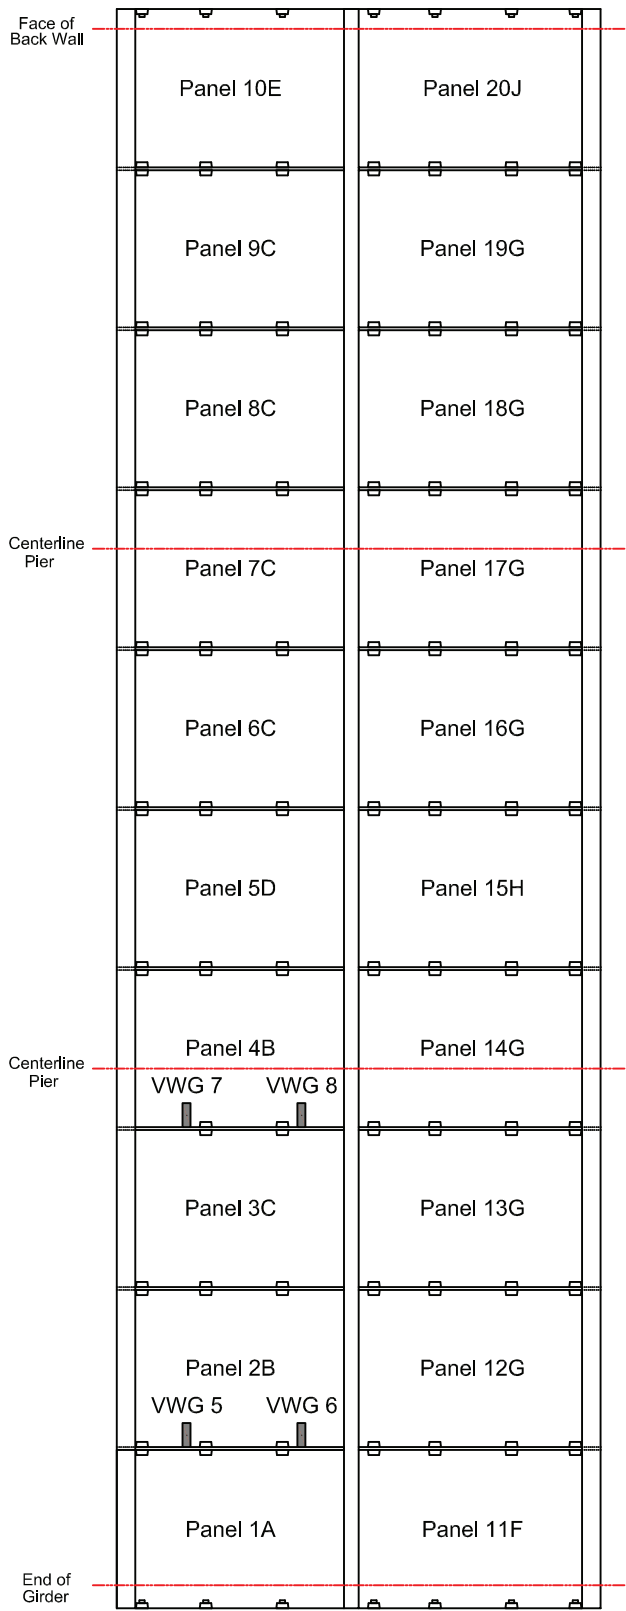 Face of
Back Wall
Panel 10E
Panel 20J
Panel 9C
Panel 19G
Panel 8C
Panel 18G
Centerline
Pier
Panel 7C
Panel 17G
Panel 6C
Panel 16G
Panel 5D
Panel 15H
Panel 4B
Panel 14G
Centerline
Pier
VWG 7
VWG 8
Panel 3C
Panel 13G
Panel 2B
Panel 12G
VWG 5
VWG 6
Panel 1A
Panel 11F
End of
Girder